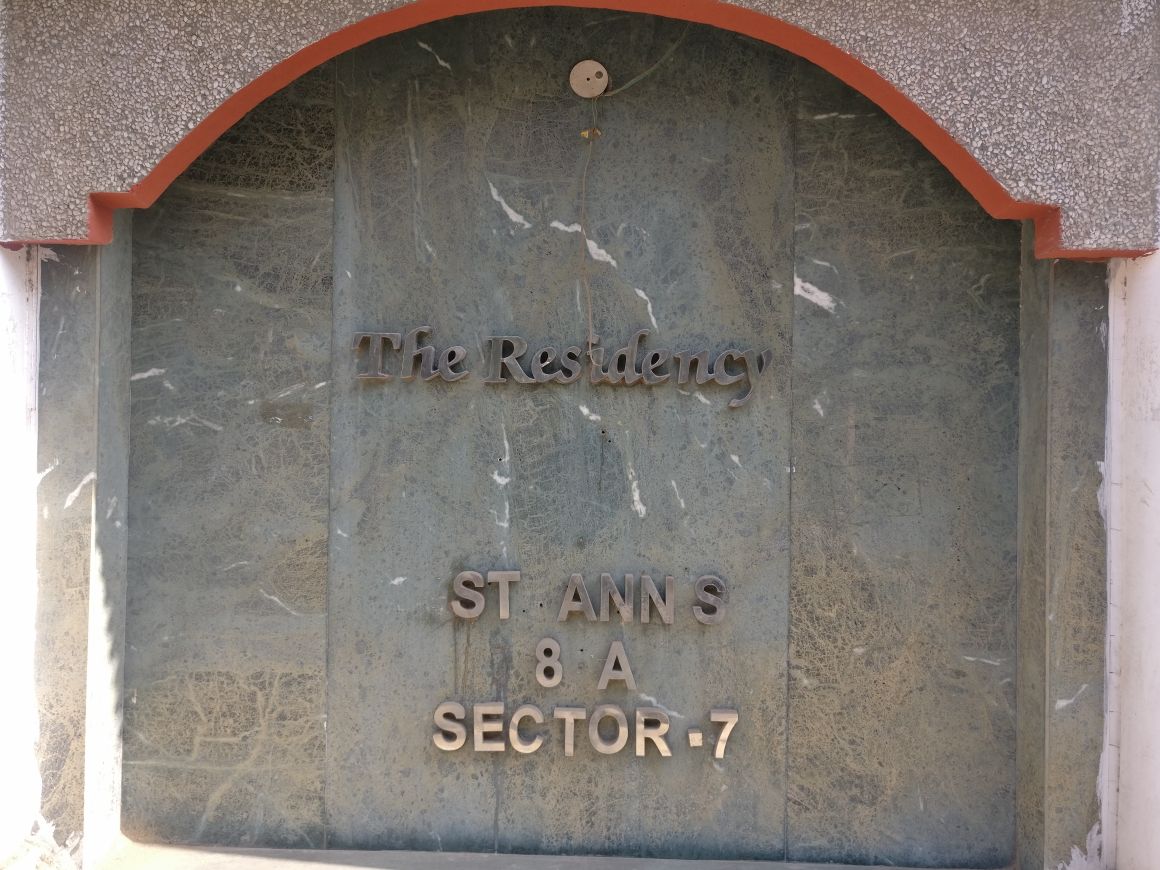 The Residency
ST ANN S
8 A
SECTOR-7